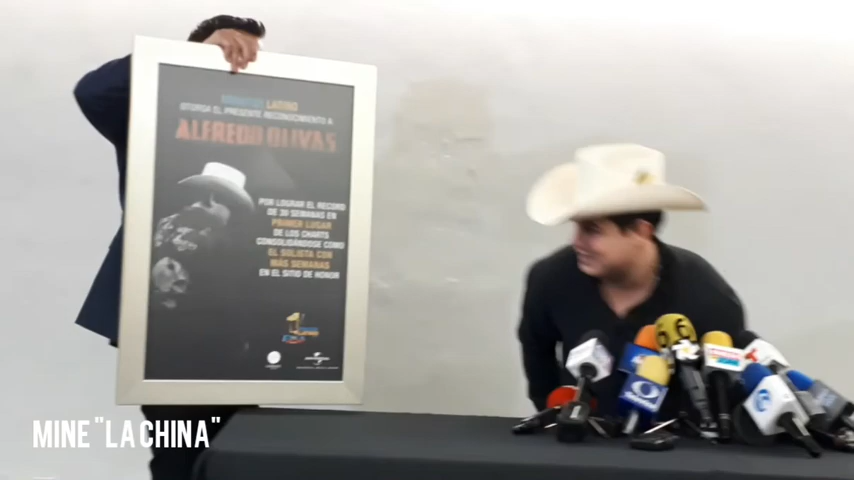 LATINO
OTORGA EL PRESENTE RECONOCIMIENTO A
ALFREDO OLIVAS
POR LOGRAR EL RECORD
DE 30 SEMANAS EN
PRIMER LUGAR
DE LOS CHARTS
CONSOLIDÁNDOSE COMO
EL SOLISTA CON
MÁS SEMANAS
EN EL SITIO DE HONOR
6
MINE "LA CHINA"